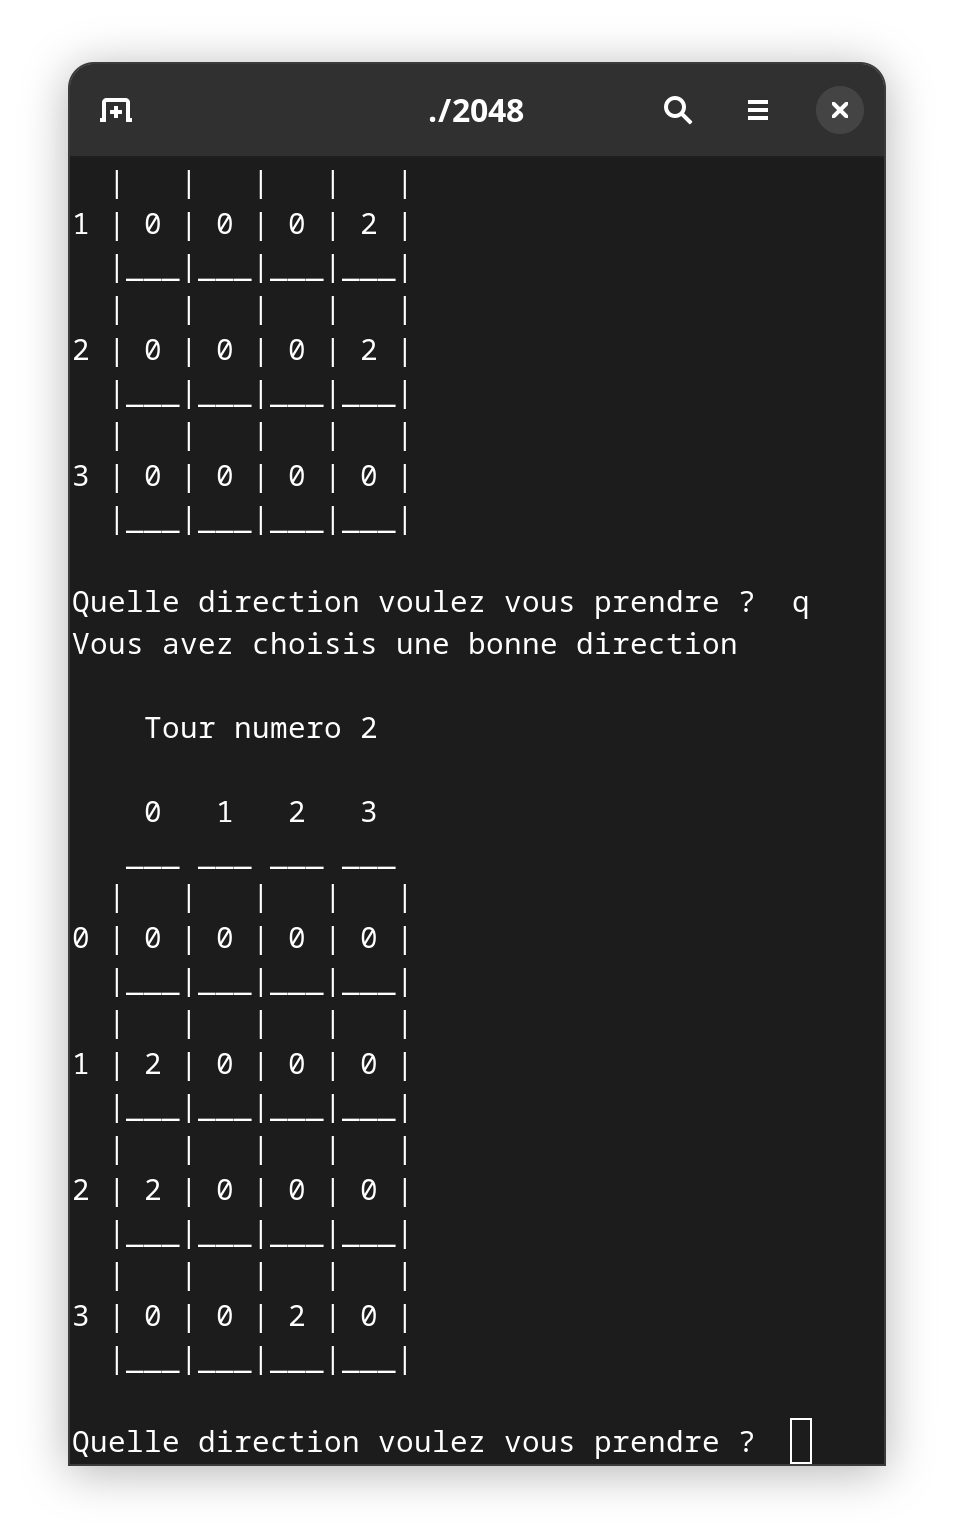 ./2048
  |   |   |   |   |
1 | 0 | 0 | 0 | 2 |
  |___|___|___|___|
  |   |   |   |   |
2 | 0 | 0 | 0 | 2 |
  |___|___|___|___|
  |   |   |   |   |
3 | 0 | 0 | 0 | 0 |
  |___|___|___|___|
Quelle direction voulez vous prendre ?  q
Vous avez choisis une bonne direction
    Tour numero 2
    0   1   2   3
   ___ ___ ___ ___
  |   |   |   |   |
0 | 0 | 0 | 0 | 0 |
  |___|___|___|___|
  |   |   |   |   |
1 | 2 | 0 | 0 | 0 |
  |___|___|___|___|
  |   |   |   |   |
2 | 2 | 0 | 0 | 0 |
  |___|___|___|___|
  |   |   |   |   |
3 | 0 | 0 | 2 | 0 |
  |___|___|___|___|
Quelle direction voulez vous prendre ?